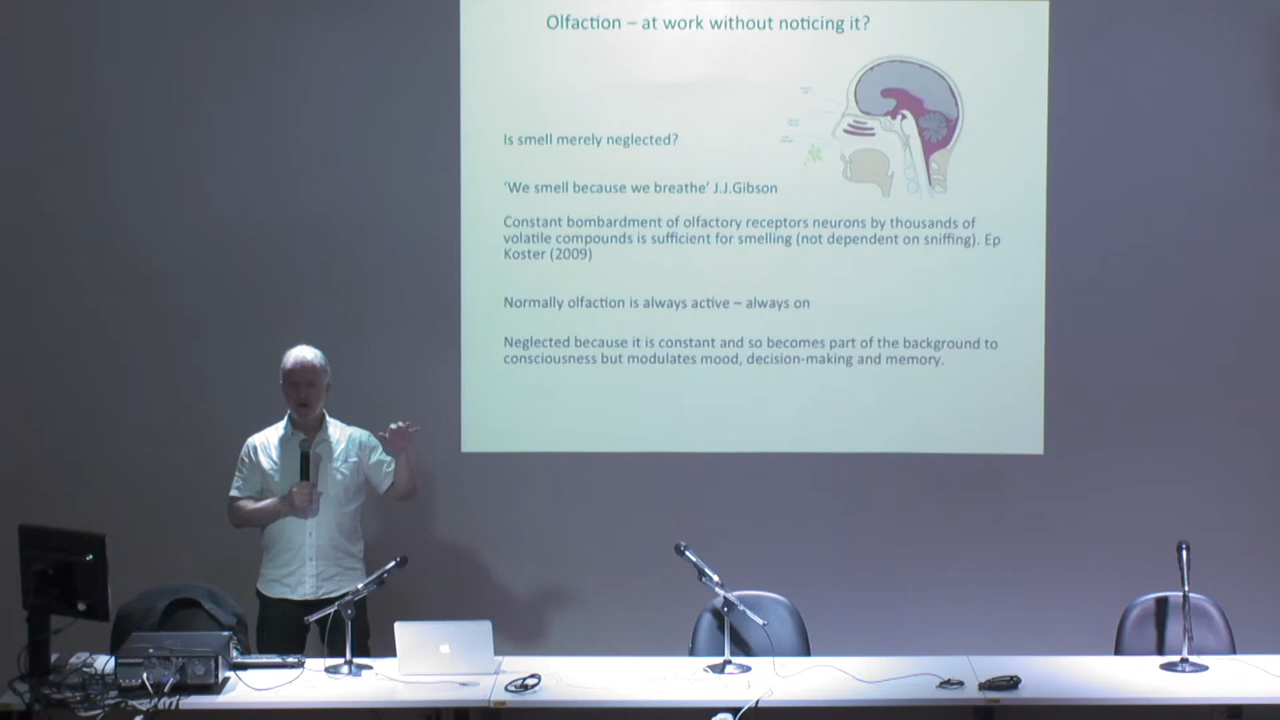 Olfaction – at work without noticing it?
Is smell merely neglected?
‘We smell because we breathe’ J.J.Gibson
Constant bombardment of olfactory receptors neurons by thousands of
volatile compounds is sufficient for smelling (not dependent on sniffing). Ep
Koster (2009)
Normally olfaction is always active – always on
Neglected because it is constant and so becomes part of the background to
consciousness but modulates mood, decision-making and memory.